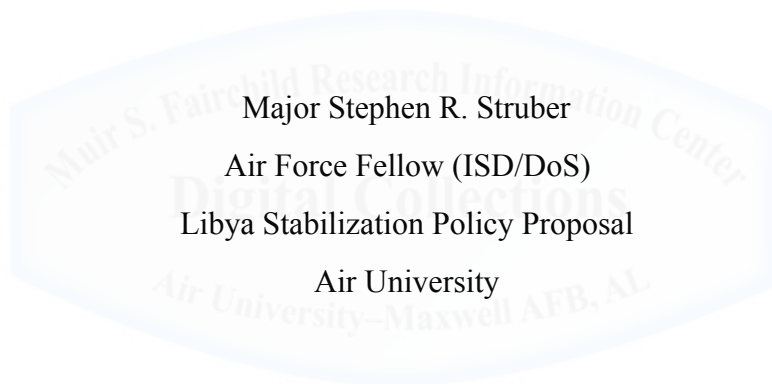 Muir S. Fairchild Research Information Center
Major Stephen R. Struber
Air Force Fellow (ISD/DoS)
Digital Collections
Libya Stabilization Policy Proposal
Air University
Air University–Maxwell AFB, AL